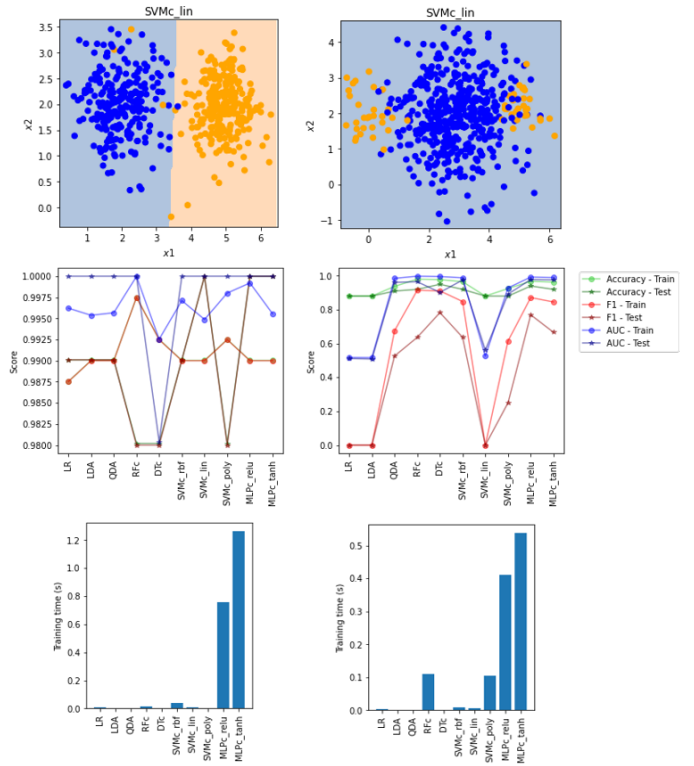 SVMc_lin
3.5
3.0
2.5
2.0
1.5
1.0
0.5
0.0
x2
1 2 3 4 5 6
x1
SVMc_lin
4
3
2
1
0
−1
x2
0 2 4 6
x1
1.0000
0.9975
0.9950
0.9925
0.9900
0.9875
0.9850
0.9825
0.9800
Score
LR
LDA
QDA
RFc
DTc
SVMc_rbf
SVMc_lin
SVMc_poly
MLPc_relu
MLPc_tanh
1.0
0.8
0.6
0.4
0.2
0.0
Score
LR
LDA
QDA
RFc
DTc
SVMc_rbf
SVMc_lin
SVMc_poly
MLPc_relu
MLPc_tanh
Accuracy - Train
Accuracy - Test
F1 - Train
F1 - Test
AUC - Train
AUC - Test
1.2
1.0
0.8
0.6
0.4
0.2
0.0
Training time (s)
LR
LDA
QDA
RFc
DTc
SVMc_rbf
SVMc_lin
SVMc_poly
MLPc_relu
MLPc_tanh
0.5
0.4
0.3
0.2
0.1
0.0
Training time (s)
LR
LDA
QDA
RFc
DTc
SVMc_rbf
SVMc_lin
SVMc_poly
MLPc_relu
MLPc_tanh